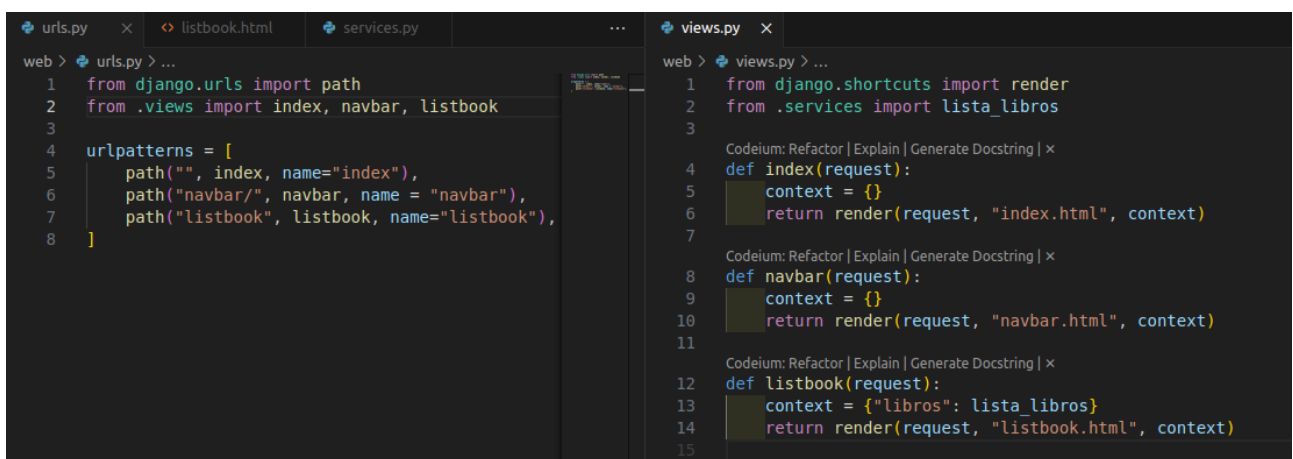 urls.py ×
listbook.html
services.py
...
web > urls.py > ...
1 from django.urls import path
2 from .views import index, navbar, listbook
3
4 urlpatterns = [
5     path("", index, name="index"),
6     path("navbar/", navbar, name = "navbar"),
7     path("listbook", listbook, name="listbook"),
8 ]
views.py ×
web > views.py > ...
1 from django.shortcuts import render
2 from .services import lista_libros
3
Codeium: Refactor | Explain | Generate Docstring | ×
4 def index(request):
5     context = {}
6     return render(request, "index.html", context)
7
Codeium: Refactor | Explain | Generate Docstring | ×
8 def navbar(request):
9     context = {}
10     return render(request, "navbar.html", context)
11
Codeium: Refactor | Explain | Generate Docstring | ×
12 def listbook(request):
13     context = {"libros": lista_libros}
14     return render(request, "listbook.html", context)
15